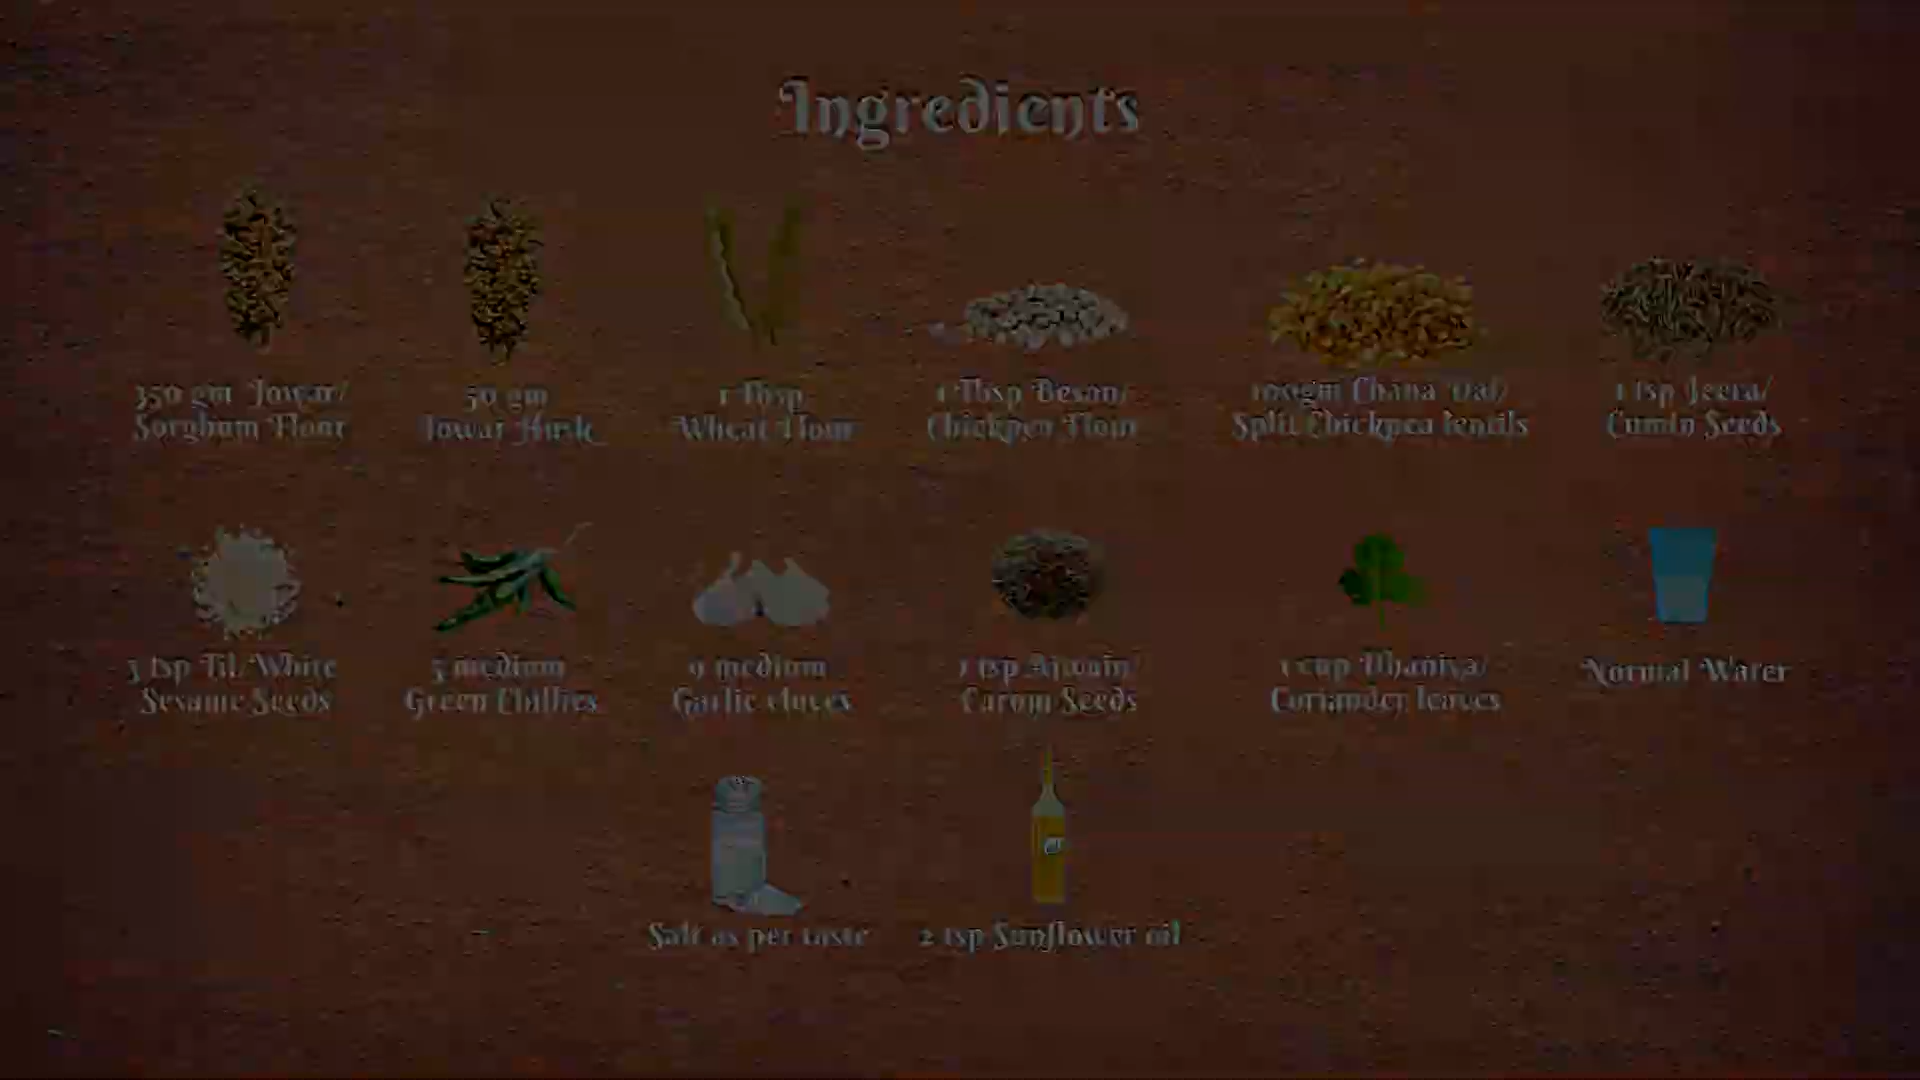 Ingredients
350 gm Jowar/
Sorghum Flour
50 gm
Jowar Husk
1 Tbsp
Wheat Flour
1 Tbsp Besan/
Chickpea Flour
100gm Chana Dal/
Split Chickpea lentils
1 tsp Jeera/
Cumin Seeds
3 tsp Til/White
Sesame Seeds
5 medium
Green Chillies
9 medium
Garlic cloves
1 tsp Ajwain/
Carom Seeds
1 cup Dhaniya/
Coriander leaves
Normal Water
Salt as per taste
2 tsp Sunflower oil